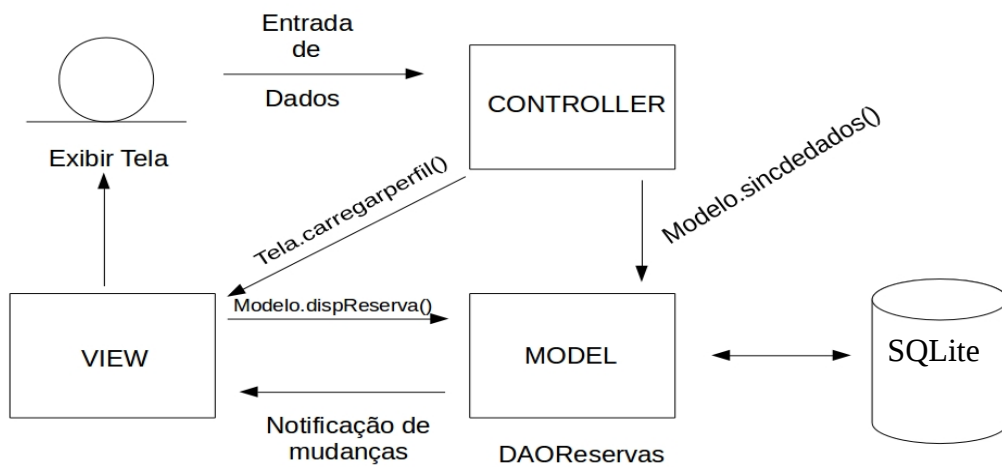 Entrada
de
Dados
CONTROLLER
Exibir Tela
Tela.carregarperfil()
Modelo.sincdedados()
Modelo.dispReserva()
VIEW
MODEL
SQLite
Notificação de
mudanças
DAOReservas